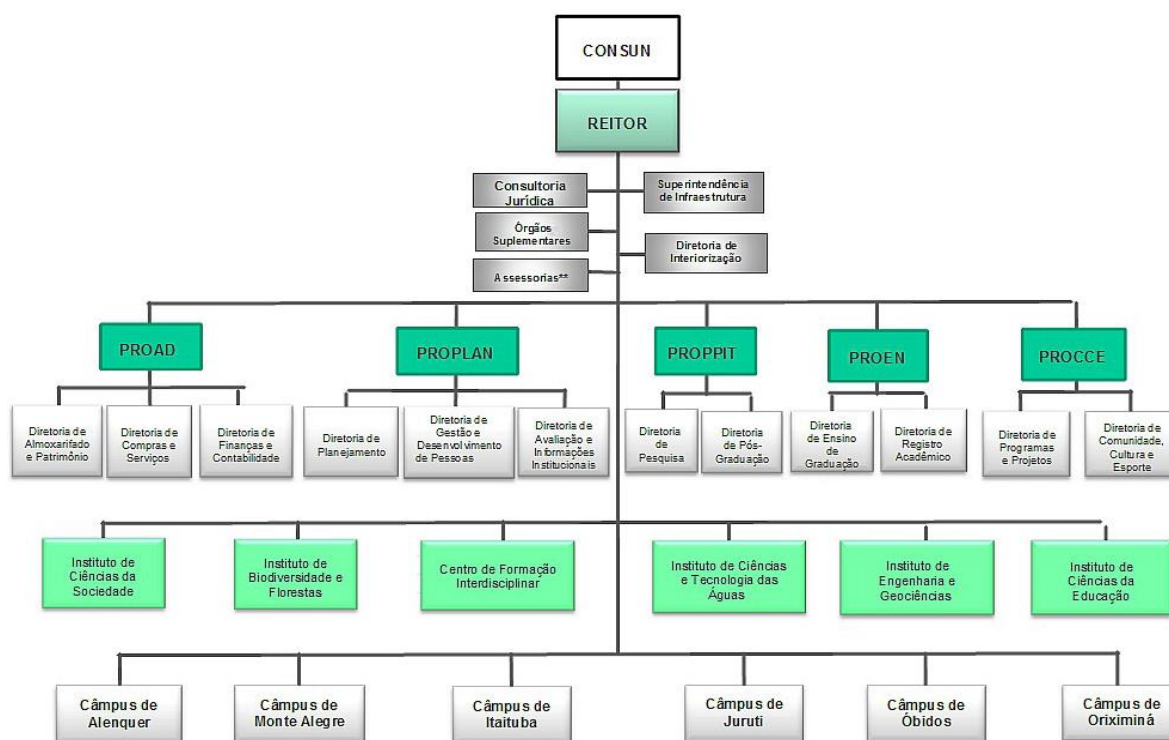 CONSUN
REITOR
Consultoria
Jurídica
Superintendência
de Infraestrutura
Órgãos
Suplementares
Diretoria de
Interiorização
Assessorias**
PROAD
PROPLAN
PROPPIT
PROEN
PROCCE
Diretoria de
Almoxarifado
e Patrimônio
Diretoria de
Compras e
Serviços
Diretoria de
Finanças e
Contabilidade
Diretoria de
Planejamento
Diretoria de
Gestão e
Desenvolvimento
de Pessoas
Diretoria de
Avaliação e
Informações
Institucionais
Diretoria
de
Pesquisa
Diretoria
de Pós-
Graduação
Diretoria
de Ensino
de
Graduação
Diretoria de
Registro
Acadêmico
Diretoria de
Programas
e Projetos
Diretoria de
Comunidade,
Cultura e
Esporte
Instituto de
Ciências da
Sociedade
Instituto de
Biodiversidade e
Florestas
Centro de Formação
Interdisciplinar
Instituto de Ciências
e Tecnologia das
Águas
Instituto de
Engenharia e
Geociências
Instituto de
Ciências da
Educação
Câmpus de
Alenquer
Câmpus de
Monte Alegre
Câmpus de
Itaituba
Câmpus de
Juruti
Câmpus de
Óbidos
Câmpus de
Oriximiná